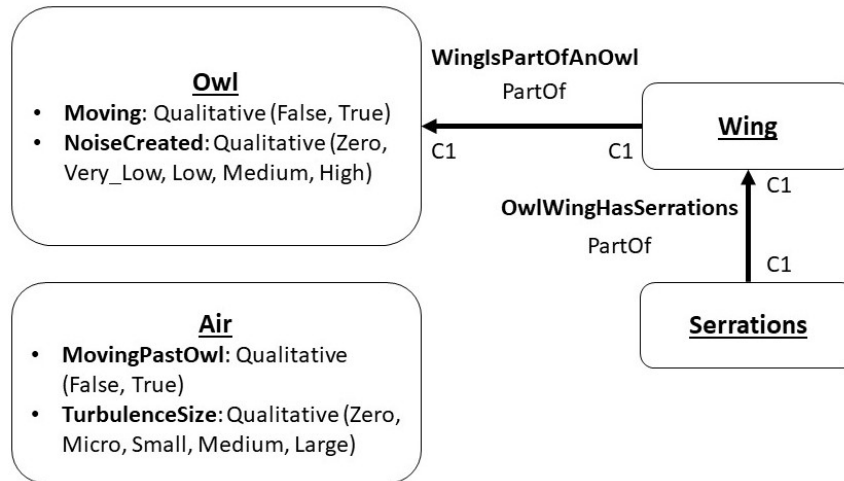 Owl
• Moving: Qualitative (False, True)
• NoiseCreated: Qualitative (Zero,
Very_Low, Low, Medium, High)
WingIsPartOfAnOwl
PartOf
C1
C1
Wing
C1
OwlWingHasSerrations
PartOf
C1
Serrations
Air
• MovingPastOwl: Qualitative
(False, True)
• TurbulenceSize: Qualitative (Zero,
Micro, Small, Medium, Large)